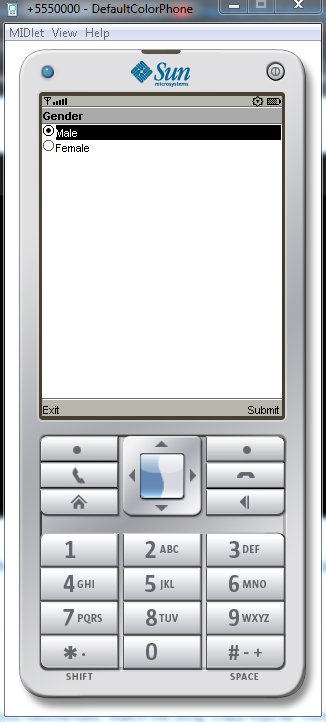 +5550000 - DefaultColorPhone
MIDlet View Help
Sun
microsystems
Gender
Male
Female
Exit Submit
1 2 ABC 3 DEF
4 GHI 5 JKL 6 MNO
7 PQRS 8 TUV 9 WXYZ
* . 0 # - +
SHIFT SPACE